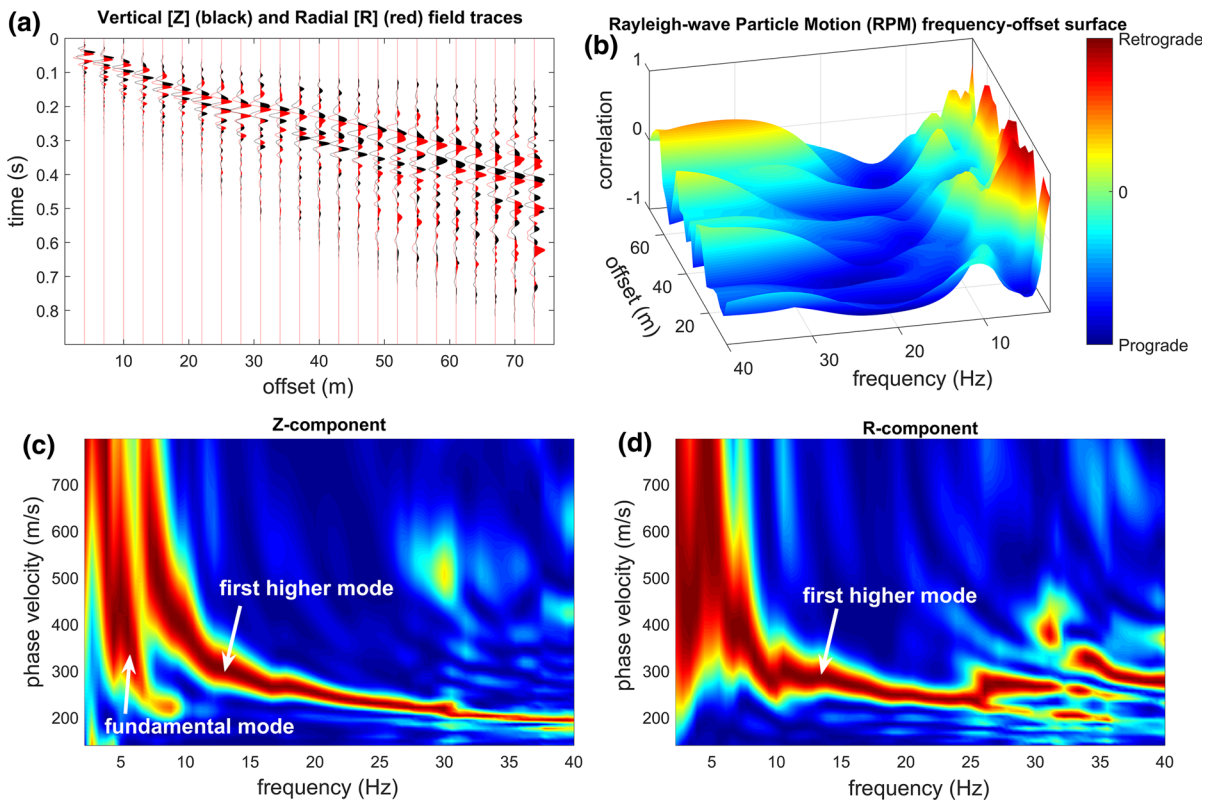 (a)
Vertical [Z] (black) and Radial [R] (red) field traces
0
0.1
0.2
0.3
0.4
0.5
0.6
0.7
0.8
time (s)
10 20 30 40 50 60 70
offset (m)
(b)
Rayleigh-wave Particle Motion (RPM) frequency-offset surface
1
0
-1
correlation
60
40
20
offset (m)
40 30 20 10
frequency (Hz)
Retrograde
0
Prograde
(c)
Z-component
700
600
500
400
300
200
phase velocity (m/s)
first higher mode
fundamental mode
5 10 15 20 25 30 35 40
frequency (Hz)
(d)
R-component
700
600
500
400
300
200
phase velocity (m/s)
first higher mode
5 10 15 20 25 30 35 40
frequency (Hz)